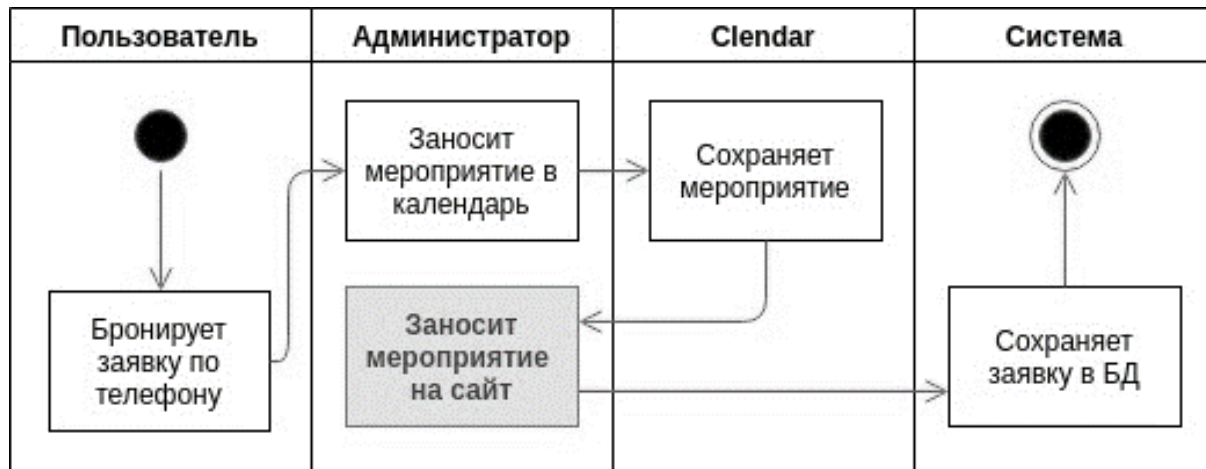 Пользователь
Администратор
Clendar
Система
Заносит
мероприятие в
календарь
Сохраняет
мероприятие
Бронирует
заявку по
телефону
Заносит
мероприятие
на сайт
Сохраняет
заявку в БД